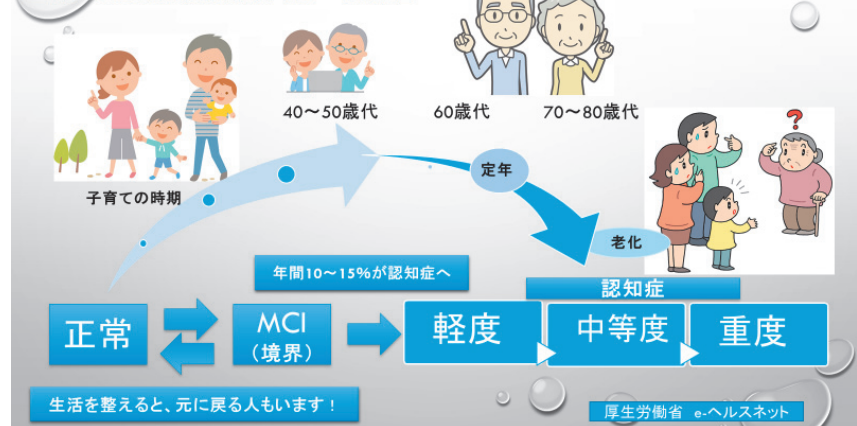 40～50歳代
60歳代
70～80歳代
?
子育ての時期
定年
老化
年間10～15%が認知症へ
認知症
正常
MCI
(境界)
軽度
中等度
重度
生活を整えると、元に戻る人もいます！
厚生労働省 e-ヘルスネット